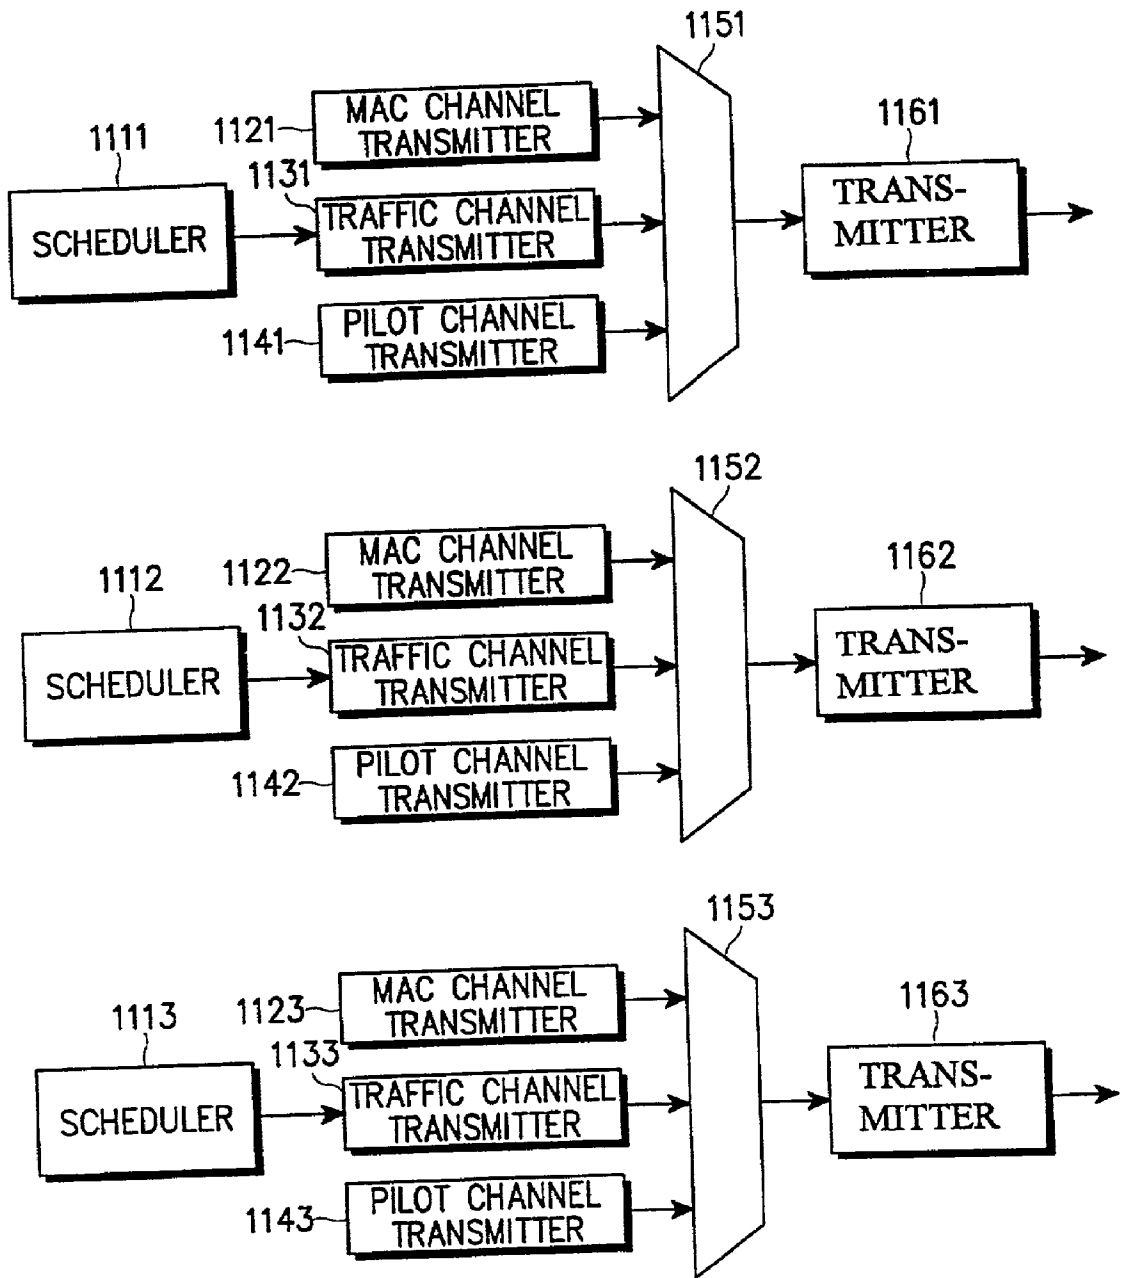 1151
MAC CHANNEL
TRANSMITTER
1121
1111
1161
1131
SCHEDULER
TRAFFIC CHANNEL
TRANSMITTER
TRANS-
MITTER
1141
PILOT CHANNEL
TRANSMITTER
1152
MAC CHANNEL
TRANSMITTER
1122
1112
1162
1132
SCHEDULER
TRAFFIC CHANNEL
TRANSMITTER
TRANS-
MITTER
1142
PILOT CHANNEL
TRANSMITTER
1153
MAC CHANNEL
TRANSMITTER
1123
1113
1163
1133
SCHEDULER
TRAFFIC CHANNEL
TRANSMITTER
TRANS-
MITTER
1143
PILOT CHANNEL
TRANSMITTER